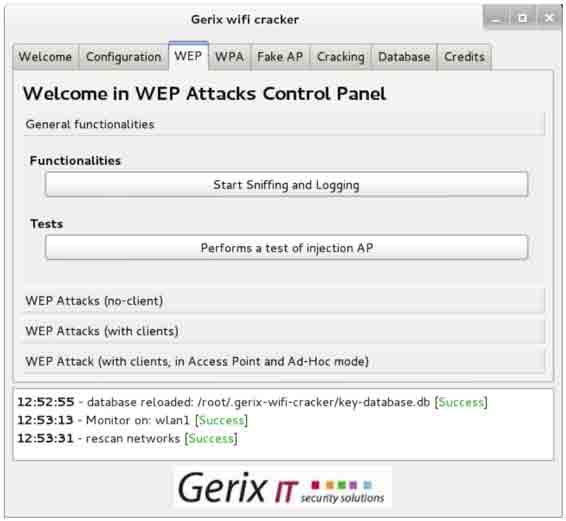 Gerix wifi cracker
Welcome Configuration WEP WPA Fake AP Cracking Database Credits
Welcome in WEP Attacks Control Panel
General functionalities
Functionalities
Start Sniffing and Logging
Tests
Performs a test of injection AP
WEP Attacks (no-client)
WEP Attacks (with clients)
WEP Attack (with clients, in Access Point and Ad-Hoc mode)
12:52:55 - database reloaded: /root/.gerix-wifi-cracker/key-database.db [Success]
12:53:13 - Monitor on: wlan1 [Success]
12:53:31 - rescan networks [Success]
Gerix IT security solutions